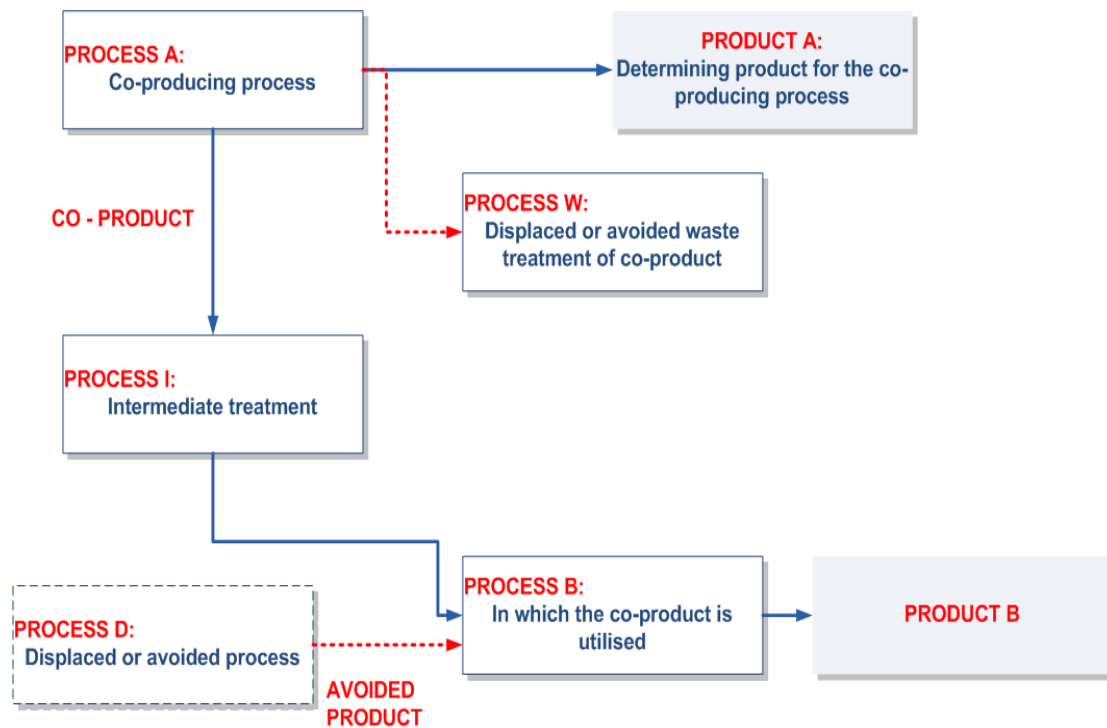 PROCESS A:
Co-producing process
PRODUCT A:
Determining product for the co-
producing process
CO - PRODUCT
PROCESS W:
Displaced or avoided waste
treatment of co-product
PROCESS I:
Intermediate treatment
PROCESS D:
Displaced or avoided process
AVOIDED
PRODUCT
PROCESS B:
In which the co-product is
utilised
PRODUCT B